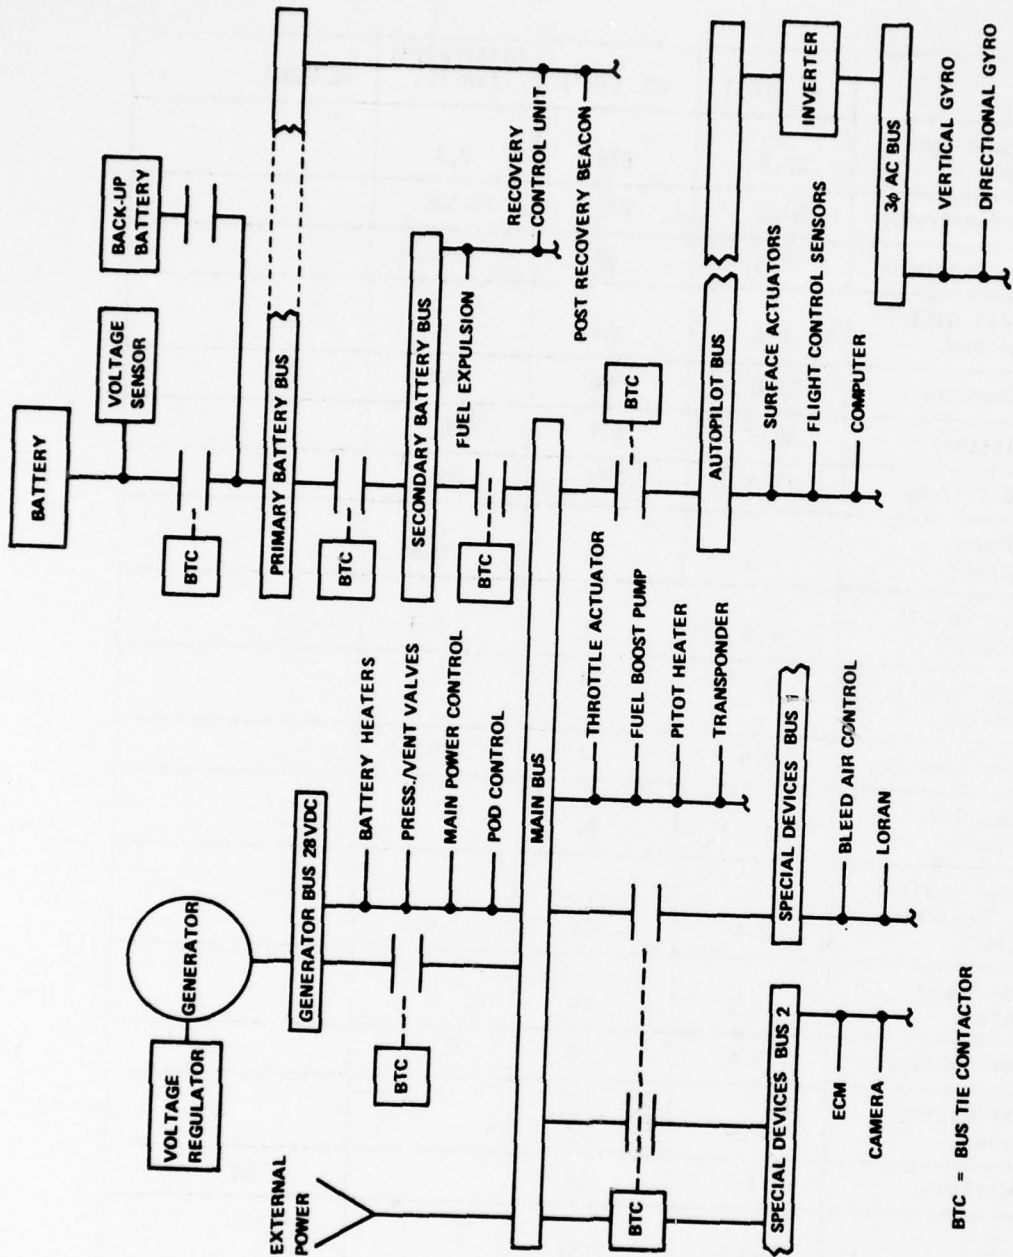 EXTERNAL
POWER
VOLTAGE
REGULATOR
GENERATOR
GENERATOR BUS 28 VDC
BTC
BATTERY HEATERS
PRESS./VENT VALVES
MAIN POWER CONTROL
POD CONTROL
BATTERY
VOLTAGE
SENSOR
BACK-UP
BATTERY
BTC
PRIMARY BATTERY BUS
BTC
SECONDARY BATTERY BUS
BTC
FUEL EXPULSION
RECOVERY
CONTROL UNIT
POST RECOVERY BEACON
MAIN BUS
BTC
THROTTLE ACTUATOR
FUEL BOOST PUMP
PITOT HEATER
TRANSPONDER
BTC
SPECIAL DEVICES BUS 2
ECM
CAMERA
SPECIAL DEVICES BUS 1
BLEED AIR CONTROL
LORAN
AUTOPILOT BUS
SURFACE ACTUATORS
FLIGHT CONTROL SENSORS
COMPUTER
INVERTER
3φ AC BUS
VERTICAL GYRO
DIRECTIONAL GYRO
BTC = BUS TIE CONTACTOR